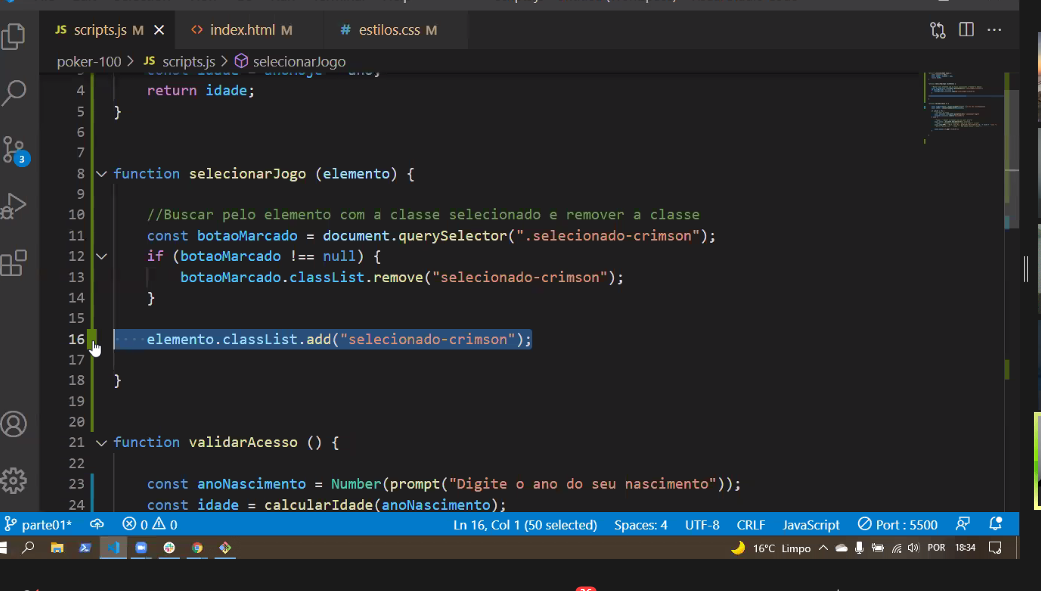 JS scripts.js M
<> index.html M
# estilos.css M
poker-100 > JS scripts.js > selecionarJogo
4 return idade;
5 }
6
7
8 function selecionarJogo (elemento) {
9
10 //Buscar pelo elemento com a classe selecionado e remover a classe
11 const botaoMarcado = document.querySelector(".selecionado-crimson");
12 if (botaoMarcado !== null) {
13 botaoMarcado.classList.remove("selecionado-crimson");
14 }
15
16 elemento.classList.add("selecionado-crimson");
17
18 }
19
20
21 function validarAcesso () {
22
23 const anoNascimento = Number(prompt("Digite o ano do seu nascimento"));
24 const idade = calcularIdade(anoNascimento);
3
parte01* 0 0 Ln 16, Col 1 (50 selected) Spaces: 4 UTF-8 CRLF JavaScript Port : 5500
16°C Limpo POR 18:34